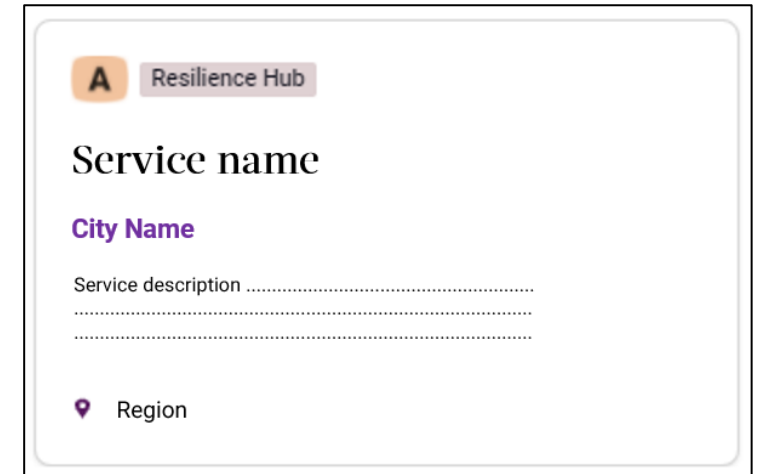 A Resilience Hub
Service name
City Name
Service description ........................................................
.........................................................................................
.........................................................................................
Region